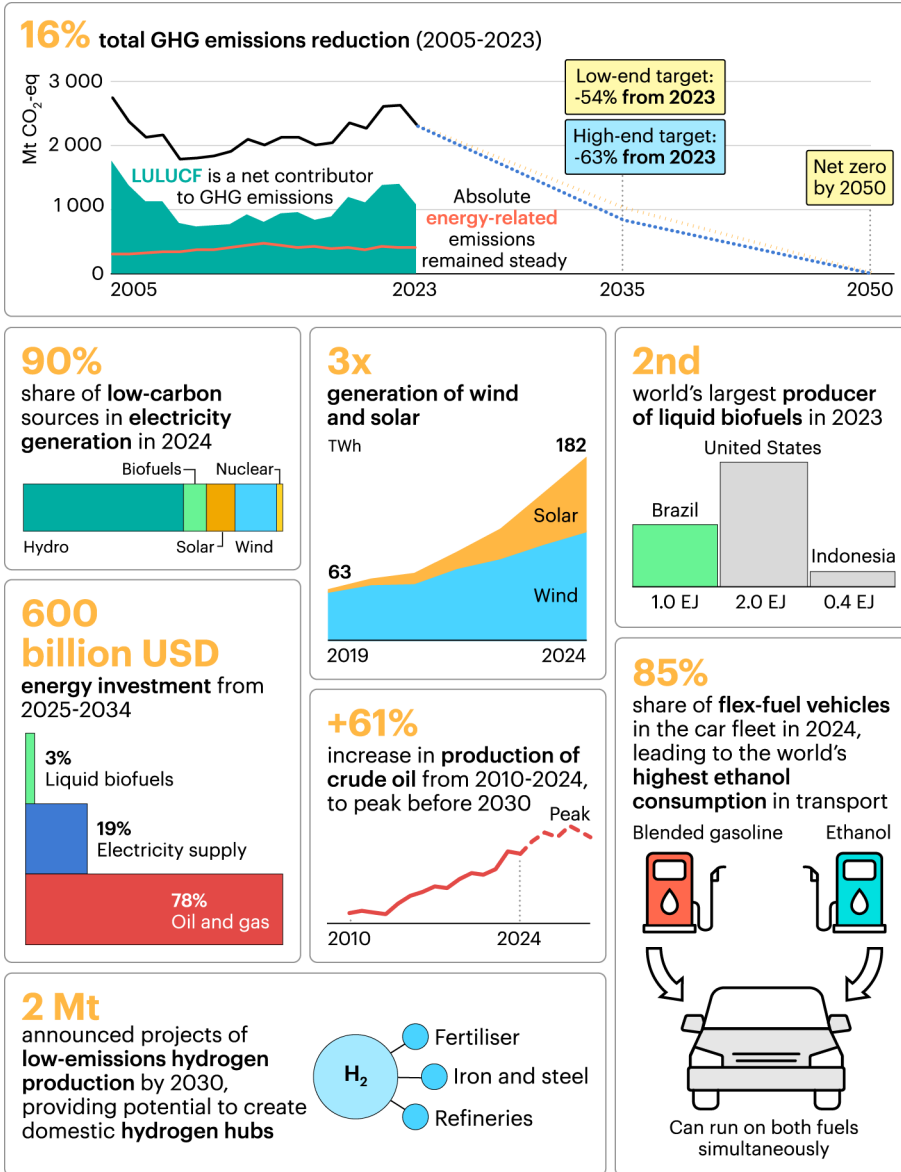 16% total GHG emissions reduction (2005-2023)
Mt CO₂-eq
3 000
2 000
1 000
0
LULUCF is a net contributor
to GHG emissions
Absolute
energy-related
emissions
remained steady
Low-end target:
-54% from 2023
High-end target:
-63% from 2023
Net zero
by 2050
2005
2023
2035
2050
90%
share of low-carbon
sources in electricity
generation in 2024
Biofuels
Nuclear
Hydro
Solar
Wind
3x
generation of wind
and solar
TWh
182
63
Solar
Wind
2019
2024
2nd
world's largest producer
of liquid biofuels in 2023
United States
Brazil
Indonesia
1.0 EJ
2.0 EJ
0.4 EJ
600
billion USD
energy investment from
2025-2034
3%
Liquid biofuels
19%
Electricity supply
78%
Oil and gas
+61%
increase in production of
crude oil from 2010-2024,
to peak before 2030
Peak
2010
2024
85%
share of flex-fuel vehicles
in the car fleet in 2024,
leading to the world's
highest ethanol
consumption in transport
Blended gasoline
Ethanol
Can run on both fuels
simultaneously
2 Mt
announced projects of
low-emissions hydrogen
production by 2030,
providing potential to create
domestic hydrogen hubs
H₂
Fertiliser
Iron and steel
Refineries